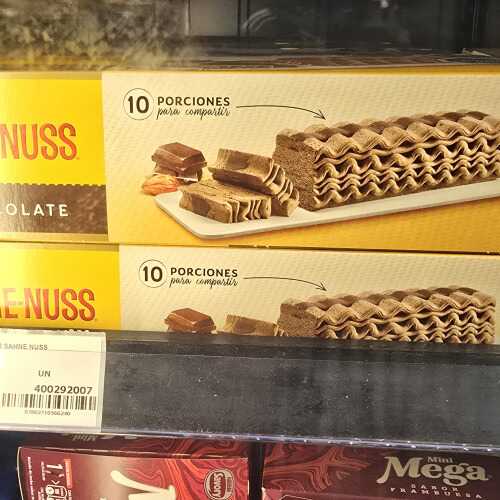 10 PORCIONES
para compartir
NUSS
OLATE
10 PORCIONES
para compartir
E-NUSS
SAHNE NUSS
UN
400292007
Mini
Savory
Mini
Mega
SABOR
FRAMBUESA